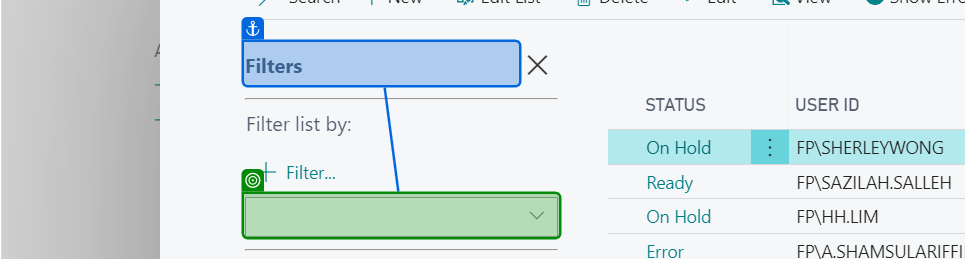 Search New Edit List Delete Edit View Show Erro
Filters
Filter list by:
Filter...
STATUS USER ID
On Hold FP\SHERLEYWONG
Ready FP\SAZILAH.SALLEH
On Hold FP\HH.LIM
Error FP\A.SHAMSULARIFFI